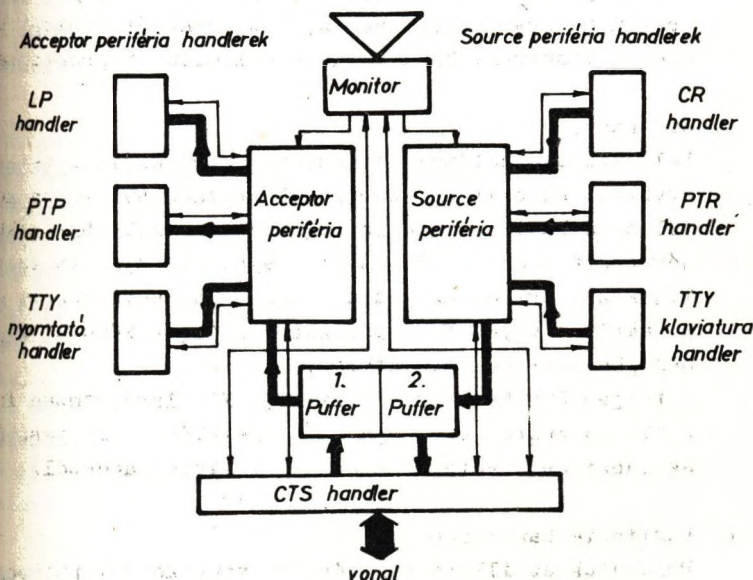 Acceptor periféria handlerek
Source periféria handlerek
Monitor
LP
handler
CR
handler
Acceptor
periféria
Source
periféria
PTP
handler
PTR
handler
TTY
nyomtató
handler
TTY
klaviatura
handler
1.
Puffer
2.
Puffer
CTS handler
vonal